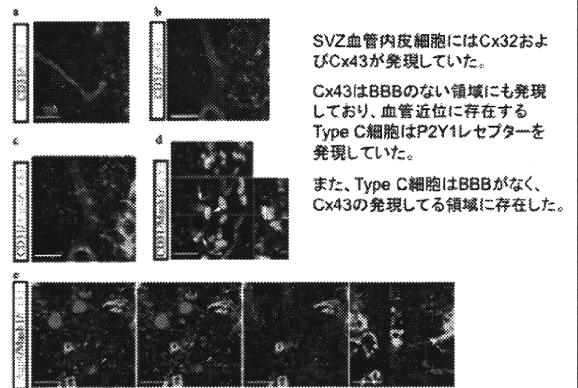 a
b
SVZ血管内皮細胞にはCx32およ
びCx43が発現していた。
Cx43はBBBのない領域にも発現
しており、血管近位に存在する
Type C細胞はP2Y1レセプターを
発現していた。
また、Type C細胞はBBBがなく、
Cx43の発現してる領域に存在した。
c
d
e